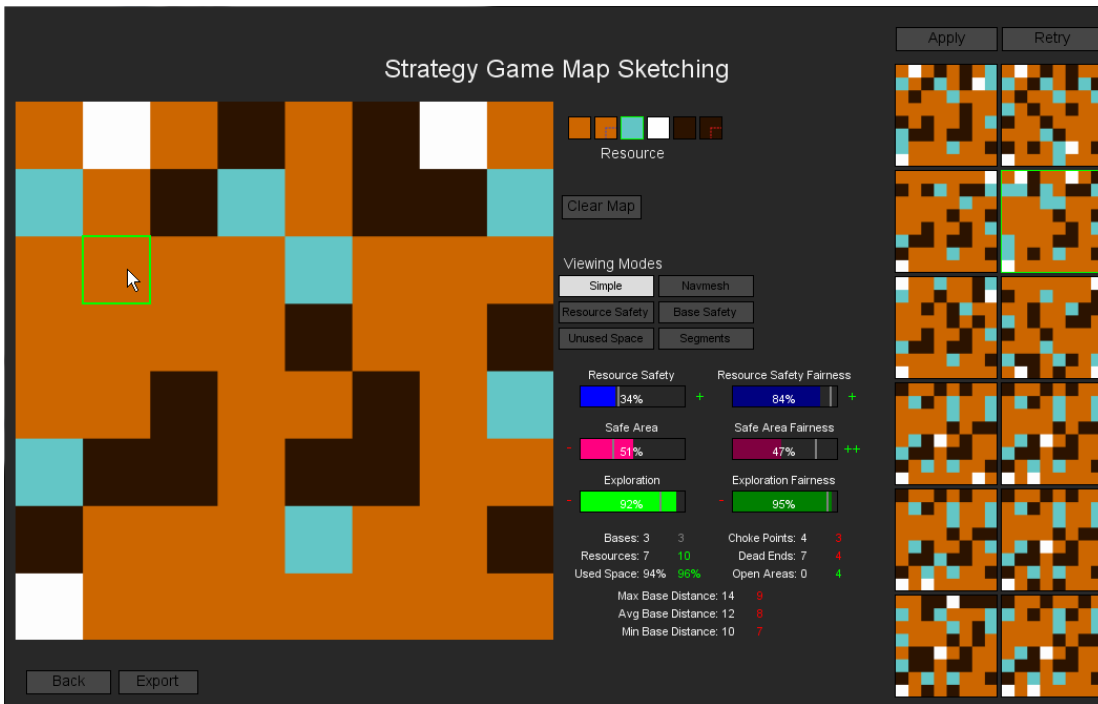 Apply Retry
Strategy Game Map Sketching
Resource
Clear Map
Viewing Modes
Simple Navmesh
Resource Safety Base Safety
Unused Space Segments
Resource Safety Resource Safety Fairness
34% + 84% +
Safe Area Safe Area Fairness
- 51% 47% ++
Exploration Exploration Fairness
- 92% - 95%
Bases: 3 3 Choke Points: 4 3
Resources: 7 10 Dead Ends: 7 4
Used Space: 94% 96% Open Areas: 0 4
Max Base Distance: 14 9
Avg Base Distance: 12 8
Min Base Distance: 10 7
Back Export